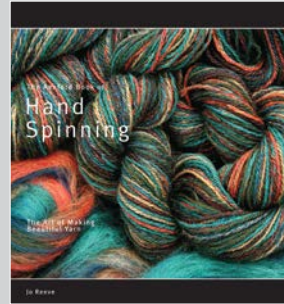 The Ashford Book of
Hand
Spinning
The Art of Making
Beautiful Yarn
Jo Reeve